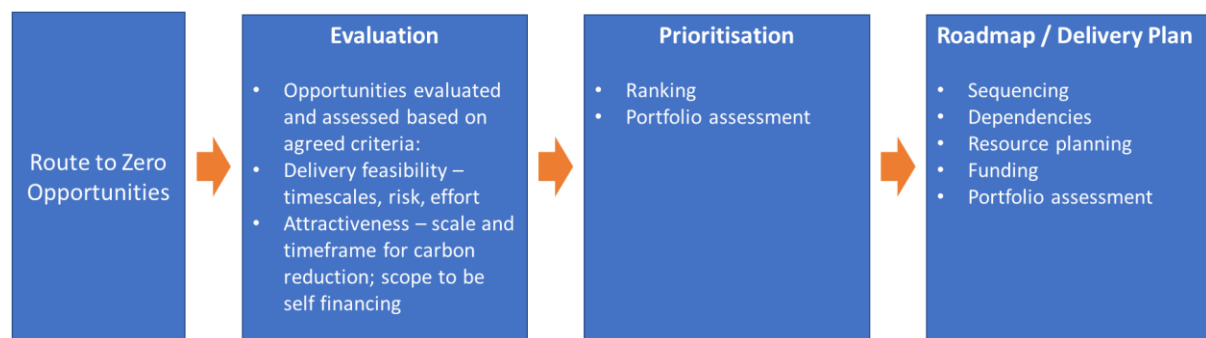 Route to Zero
Opportunities
Evaluation
• Opportunities evaluated
and assessed based on
agreed criteria:
• Delivery feasibility –
timescales, risk, effort
• Attractiveness – scale and
timeframe for carbon
reduction; scope to be
self financing
Prioritisation
• Ranking
• Portfolio assessment
Roadmap / Delivery Plan
• Sequencing
• Dependencies
• Resource planning
• Funding
• Portfolio assessment